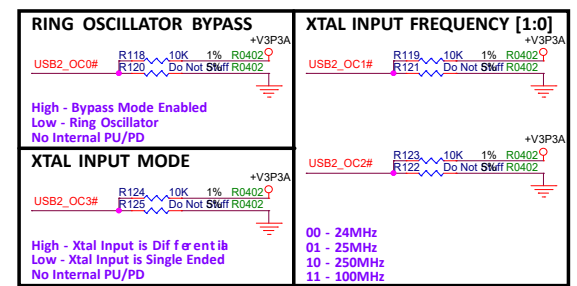 RING OSCILLATOR BYPASS
+V3P3A
R118 10K 1% R0402
USB2_OC0#
R120 Do Not Stuff R0402
High - Bypass Mode Enabled
Low - Ring Oscillator
No Internal PU/PD
XTAL INPUT MODE
+V3P3A
R124 10K 1% R0402
USB2_OC3#
R125 Do Not Stuff R0402
High - Xtal Input is Differential
Low - Xtal Input is Single Ended
No Internal PU/PD
XTAL INPUT FREQUENCY [1:0]
+V3P3A
R119 10K 1% R0402
USB2_OC1#
R121 Do Not Stuff R0402
+V3P3A
R123 10K 1% R0402
USB2_OC2#
R122 Do Not Stuff R0402
00 - 24MHz
01 - 25MHz
10 - 250MHz
11 - 100MHz